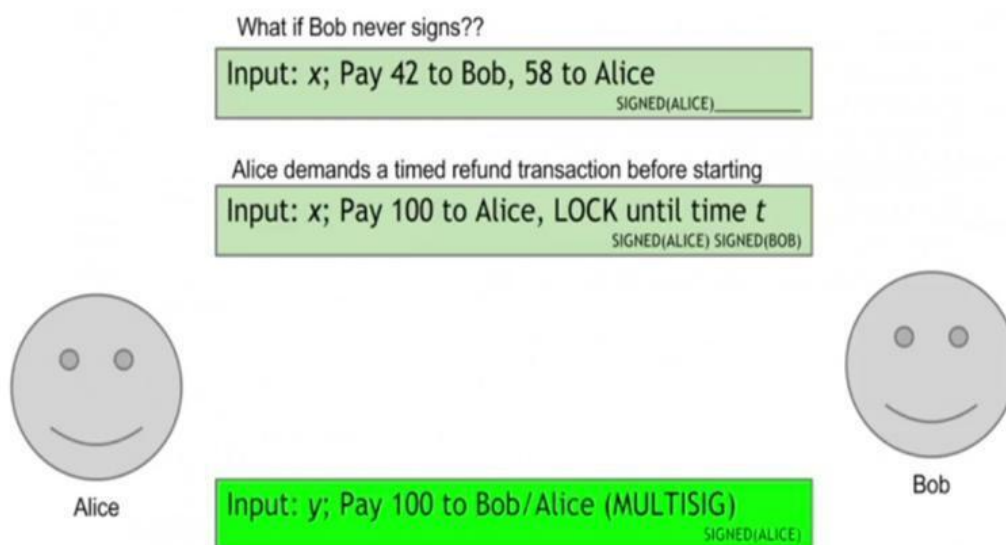 What if Bob never signs??
Input: x; Pay 42 to Bob, 58 to Alice
SIGNED(ALICE)__________
Alice demands a timed refund transaction before starting
Input: x; Pay 100 to Alice, LOCK until time t
SIGNED(ALICE) SIGNED(BOB)
Alice
Bob
Input: y; Pay 100 to Bob/Alice (MULTISIG)
SIGNED(ALICE)